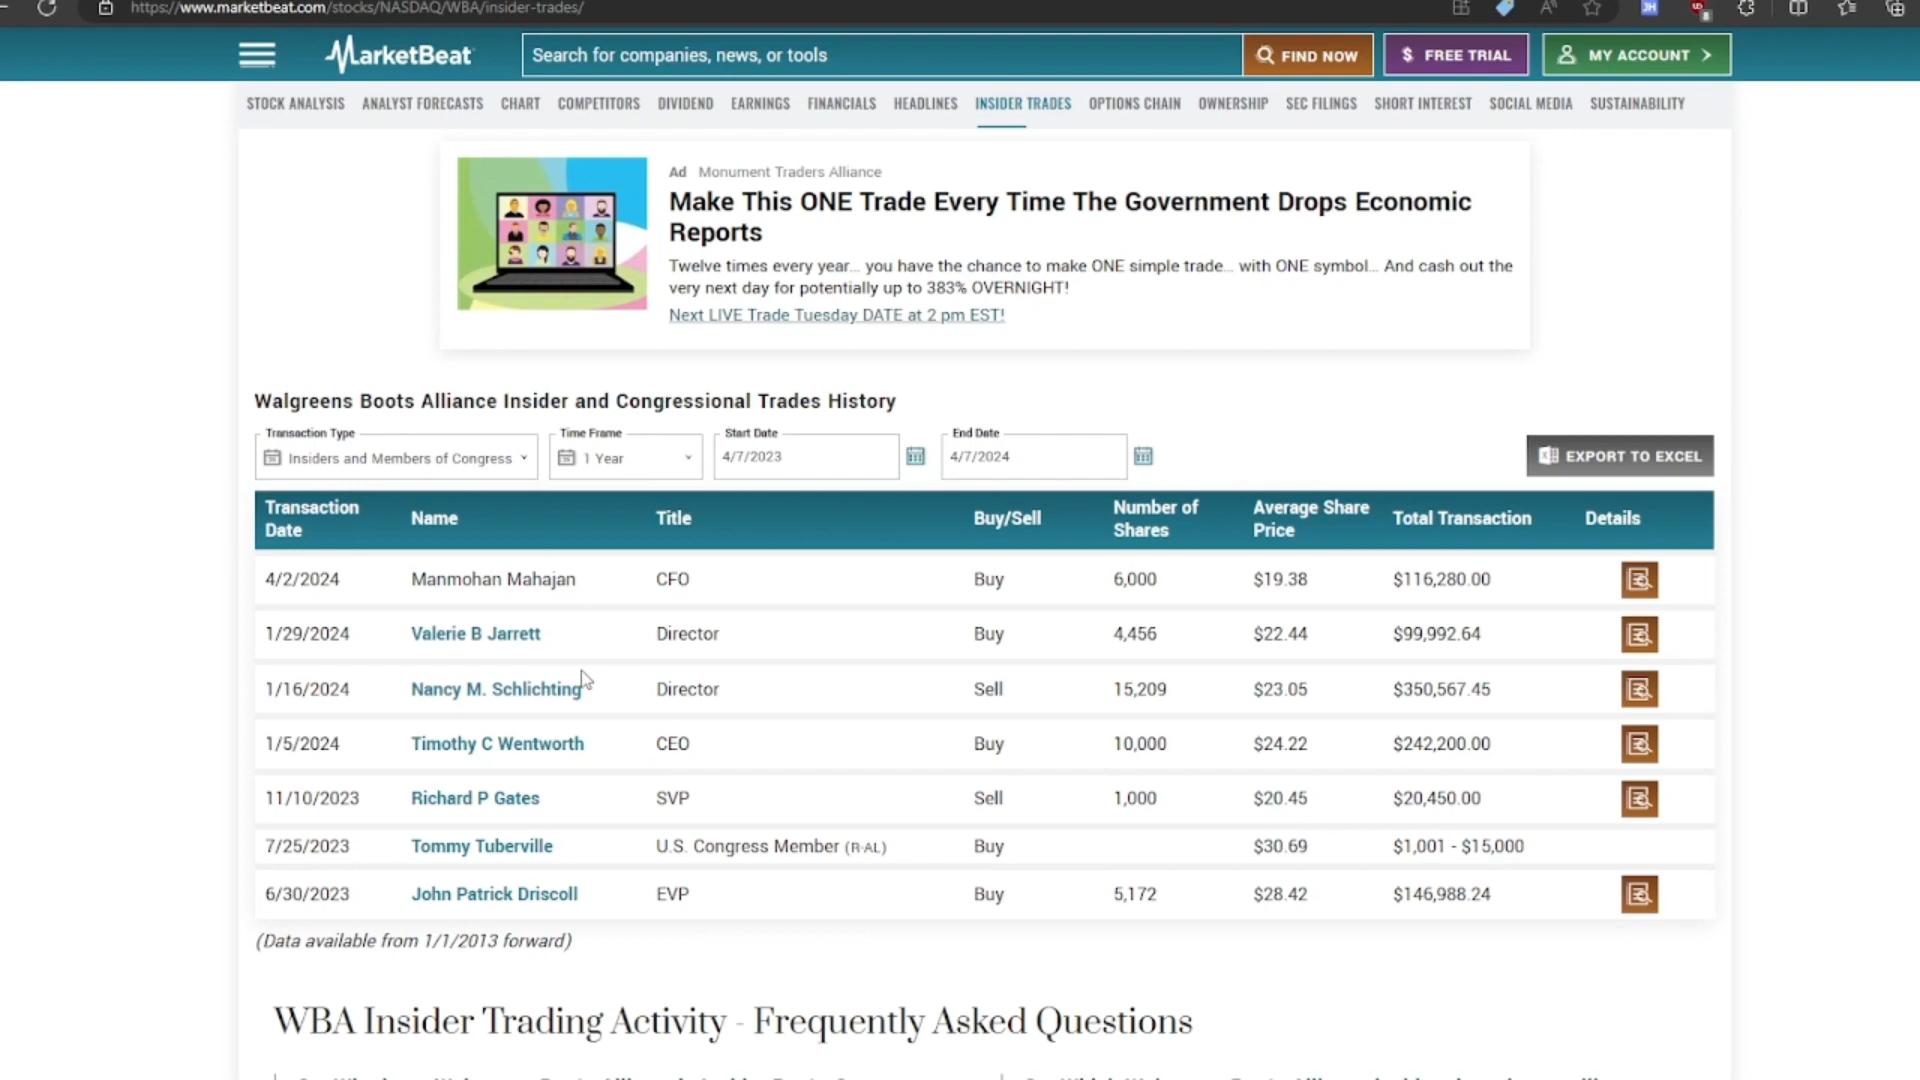 https://www.marketbeat.com/stocks/NASDAQ/WBA/insider-trades/
MarketBeat
Search for companies, news, or tools
FIND NOW
$ FREE TRIAL
MY ACCOUNT >
STOCK ANALYSIS ANALYST FORECASTS CHART COMPETITORS DIVIDEND EARNINGS FINANCIALS HEADLINES INSIDER TRADES OPTIONS CHAIN OWNERSHIP SEC FILINGS SHORT INTEREST SOCIAL MEDIA SUSTAINABILITY
Ad Monument Traders Alliance
Make This ONE Trade Every Time The Government Drops Economic
Reports
Twelve times every year... you have the chance to make ONE simple trade... with ONE symbol... And cash out the
very next day for potentially up to 383% OVERNIGHT!
Next LIVE Trade Tuesday DATE at 2 pm EST!
Walgreens Boots Alliance Insider and Congressional Trades History
Transaction Type Time Frame Start Date End Date
Insiders and Members of Congress 1 Year 4/7/2023 4/7/2024 EXPORT TO EXCEL
Transaction Date Name Title Buy/Sell Number of Shares Average Share Price Total Transaction Details
4/2/2024 Manmohan Mahajan CFO Buy 6,000 $19.38 $116,280.00
1/29/2024 Valerie B Jarrett Director Buy 4,456 $22.44 $99,992.64
1/16/2024 Nancy M. Schlichting Director Sell 15,209 $23.05 $350,567.45
1/5/2024 Timothy C Wentworth CEO Buy 10,000 $24.22 $242,200.00
11/10/2023 Richard P Gates SVP Sell 1,000 $20.45 $20,450.00
7/25/2023 Tommy Tuberville U.S. Congress Member (R-AL) Buy $30.69 $1,001 - $15,000
6/30/2023 John Patrick Driscoll EVP Buy 5,172 $28.42 $146,988.24
(Data available from 1/1/2013 forward)
WBA Insider Trading Activity - Frequently Asked Questions